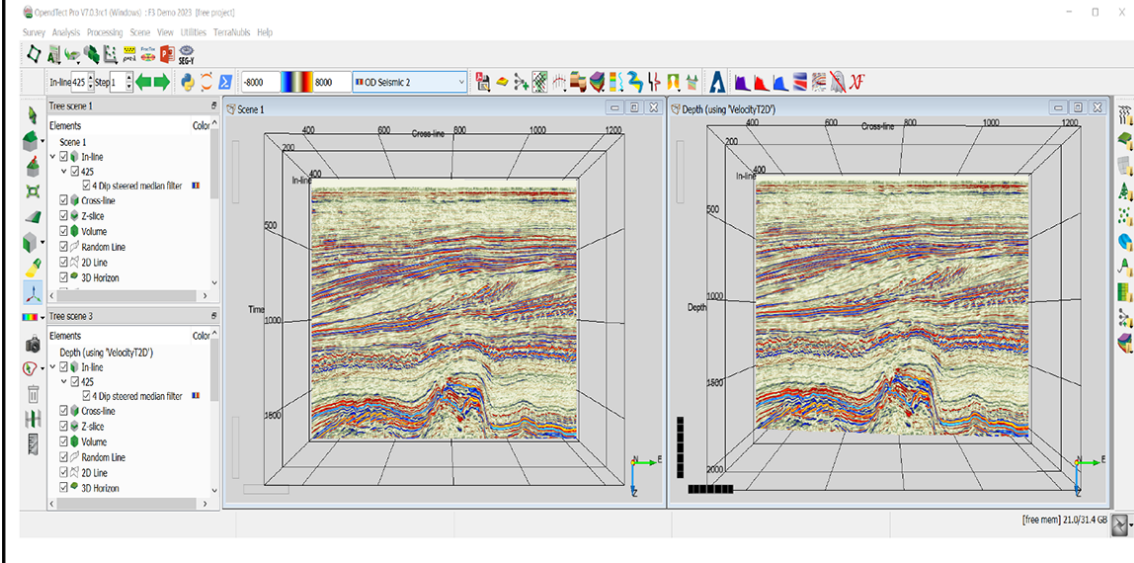 OpendTect Pro V7.0.3rc1 (Windows) : F3 Demo 2023 [free project]
Survey Analysis Processing Scene View Utilities TerraNubis Help
SEG-Y
In-line 425 Step 1 -8000 8000 OD Seismic 2
Tree scene 1
Elements Color
Scene 1
In-line
425
4 Dip steered median filter
Cross-line
Z-slice
Volume
Random Line
2D Line
3D Horizon
Tree scene 3
Elements Color
Depth (using 'VelocityT2D')
In-line
425
4 Dip steered median filter
Cross-line
Z-slice
Volume
Random Line
2D Line
3D Horizon
Scene 1
400 600 800 1000 1200
Cross-line
200
400
In-line
500
Time
1000
1500
N E
Z
Depth (using 'VelocityT2D')
400 600 800 1000 1200
Cross-line
200
400
In-line
500
1000
Depth
1500
2000
N E
Z
[free mem] 21.0/31.4 GB